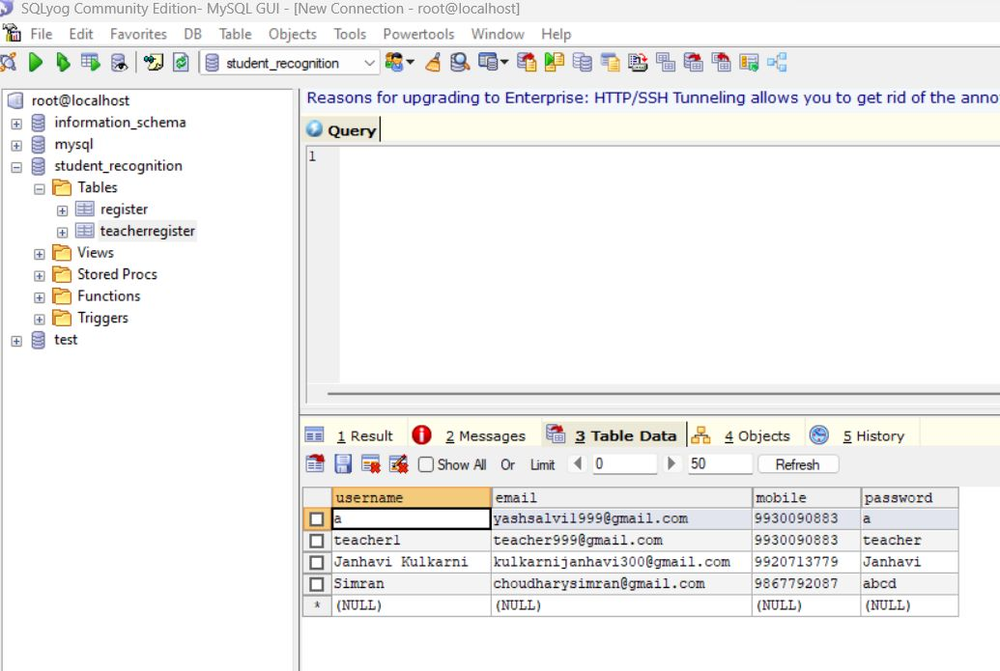 SQLyog Community Edition- MySQL GUI - [New Connection - root@localhost]
File Edit Favorites DB Table Objects Tools Powertools Window Help
student_recognition
root@localhost
information_schema
mysql
student_recognition
Tables
register
teacherregister
Views
Stored Procs
Functions
Triggers
test
Reasons for upgrading to Enterprise: HTTP/SSH Tunneling allows you to get rid of the anno
Query
1
1 Result 2 Messages 3 Table Data 4 Objects 5 History
Show All Or Limit 0 50 Refresh
username email mobile password
a yashsalvi1999@gmail.com 9930090883 a
teacher1 teacher999@gmail.com 9930090883 teacher
Janhavi Kulkarni kulkarnijanhavi300@gmail.com 9920713779 Janhavi
Simran choudharysimran@gmail.com 9867792087 abcd
* (NULL) (NULL) (NULL) (NULL)